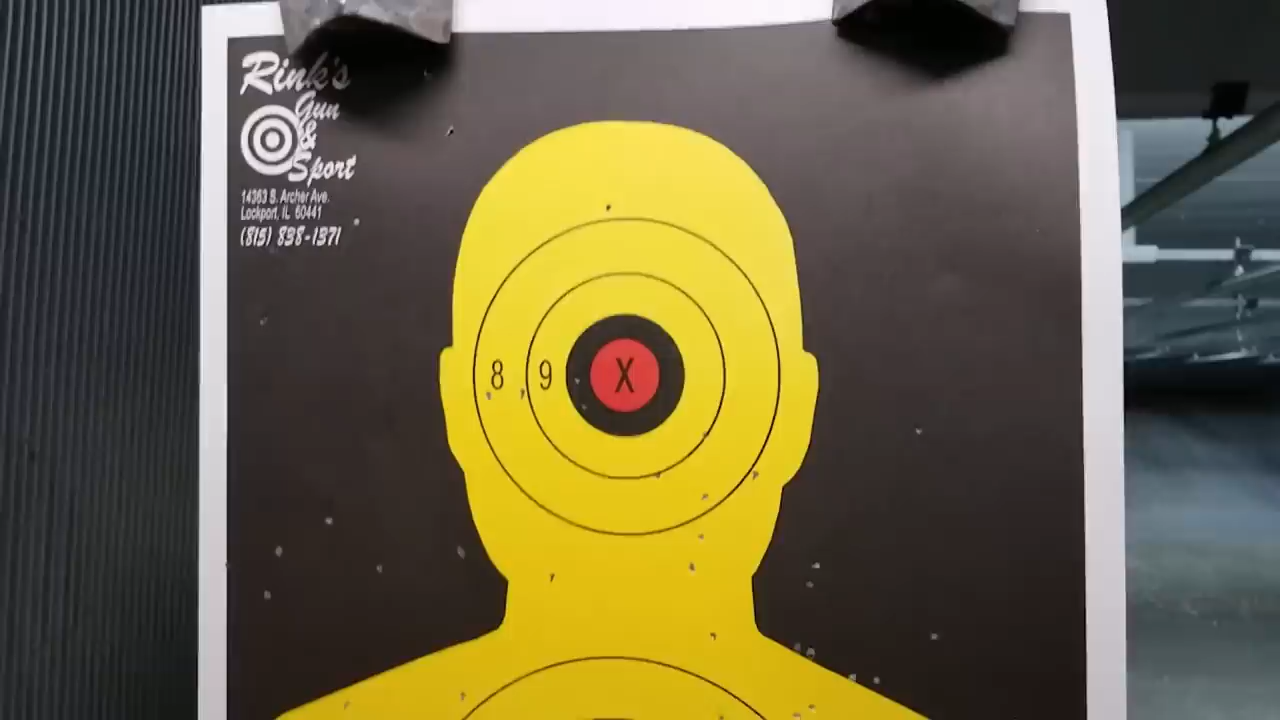 Rink's
Gun
&
Sport
14363 S. Archer Ave.
Lockport, IL 60441
(815) 838-1371
8 9 X